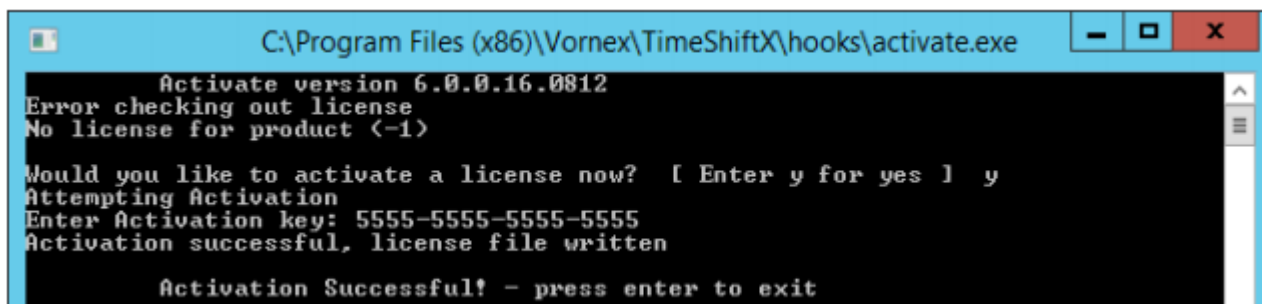 C:\Program Files (x86)\Vornex\TimeShiftX\hooks\activate.exe
Activate version 6.0.0.16.0812
Error checking out license
No license for product (-1)
Would you like to activate a license now? [ Enter y for yes ] y
Attempting Activation
Enter Activation key: 5555-5555-5555-5555
Activation successful, license file written
Activation Successful! - press enter to exit